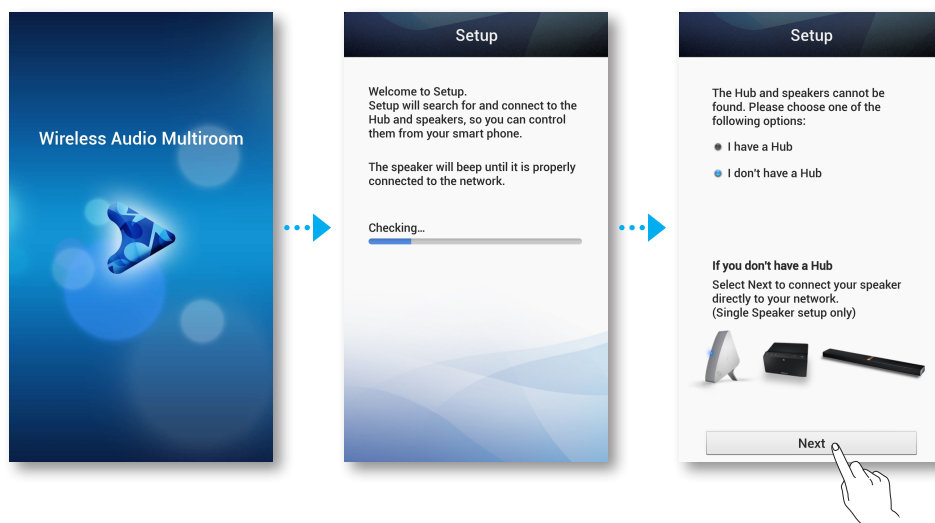 Wireless Audio Multiroom
Setup
Welcome to Setup.
Setup will search for and connect to the
Hub and speakers, so you can control
them from your smart phone.
The speaker will beep until it is properly
connected to the network.
Checking...
Setup
The Hub and speakers cannot be
found. Please choose one of the
following options:
I have a Hub
I don't have a Hub
If you don't have a Hub
Select Next to connect your speaker
directly to your network.
(Single Speaker setup only)
Next